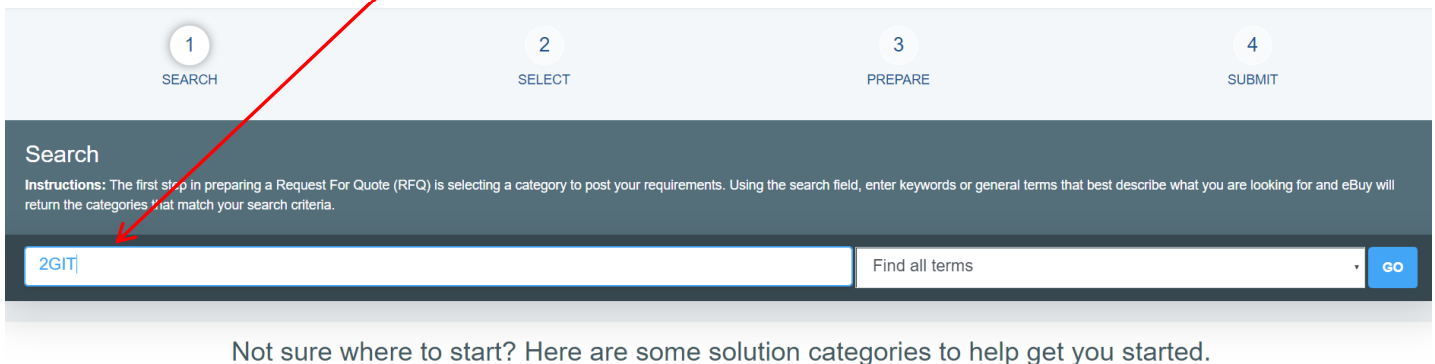 1
SEARCH
2
SELECT
3
PREPARE
4
SUBMIT
Search
Instructions: The first step in preparing a Request For Quote (RFQ) is selecting a category to post your requirements. Using the search field, enter keywords or general terms that best describe what you are looking for and eBuy will
return the categories that match your search criteria.
2GIT
Find all terms
GO
Not sure where to start? Here are some solution categories to help get you started.